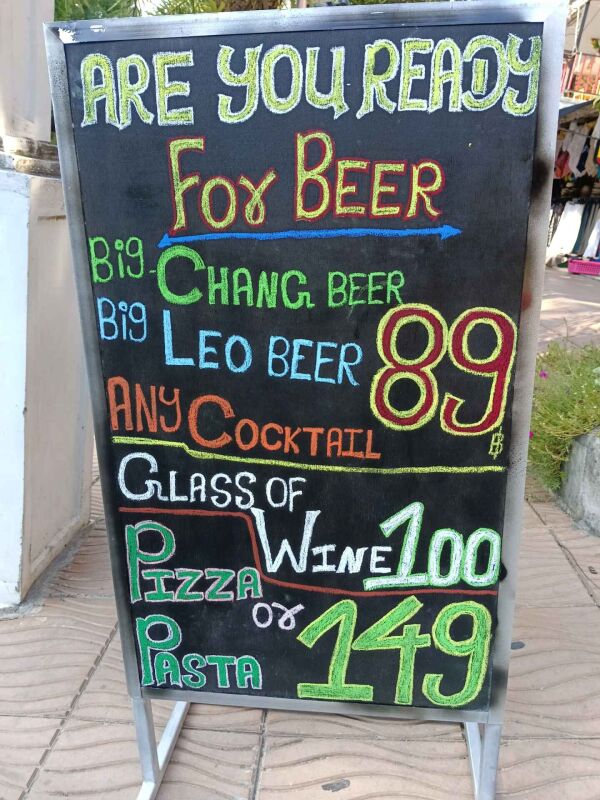 ARE YOU READY
For BEER
Big CHANG BEER
Big LEO BEER 89 ฿
ANY COCKTAIL
GLASS OF
WINE 100
PIZZA
or
PASTA 149